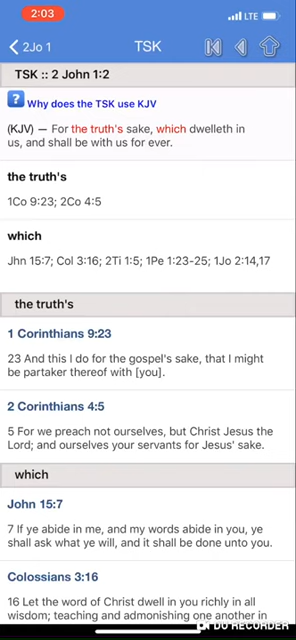 2:03 LTE
2Jo 1 TSK
TSK :: 2 John 1:2
? Why does the TSK use KJV
(KJV) — For the truth's sake, which dwelleth in
us, and shall be with us for ever.
the truth's
1Co 9:23; 2Co 4:5
which
Jhn 15:7; Col 3:16; 2Ti 1:5; 1Pe 1:23-25; 1Jo 2:14,17
the truth's
1 Corinthians 9:23
23 And this I do for the gospel's sake, that I might
be partaker thereof with [you].
2 Corinthians 4:5
5 For we preach not ourselves, but Christ Jesus the
Lord; and ourselves your servants for Jesus' sake.
which
John 15:7
7 If ye abide in me, and my words abide in you, ye
shall ask what ye will, and it shall be done unto you.
Colossians 3:16
16 Let the word of Christ dwell in you richly in all
wisdom; teaching and admonishing one another in
DU RECORDER